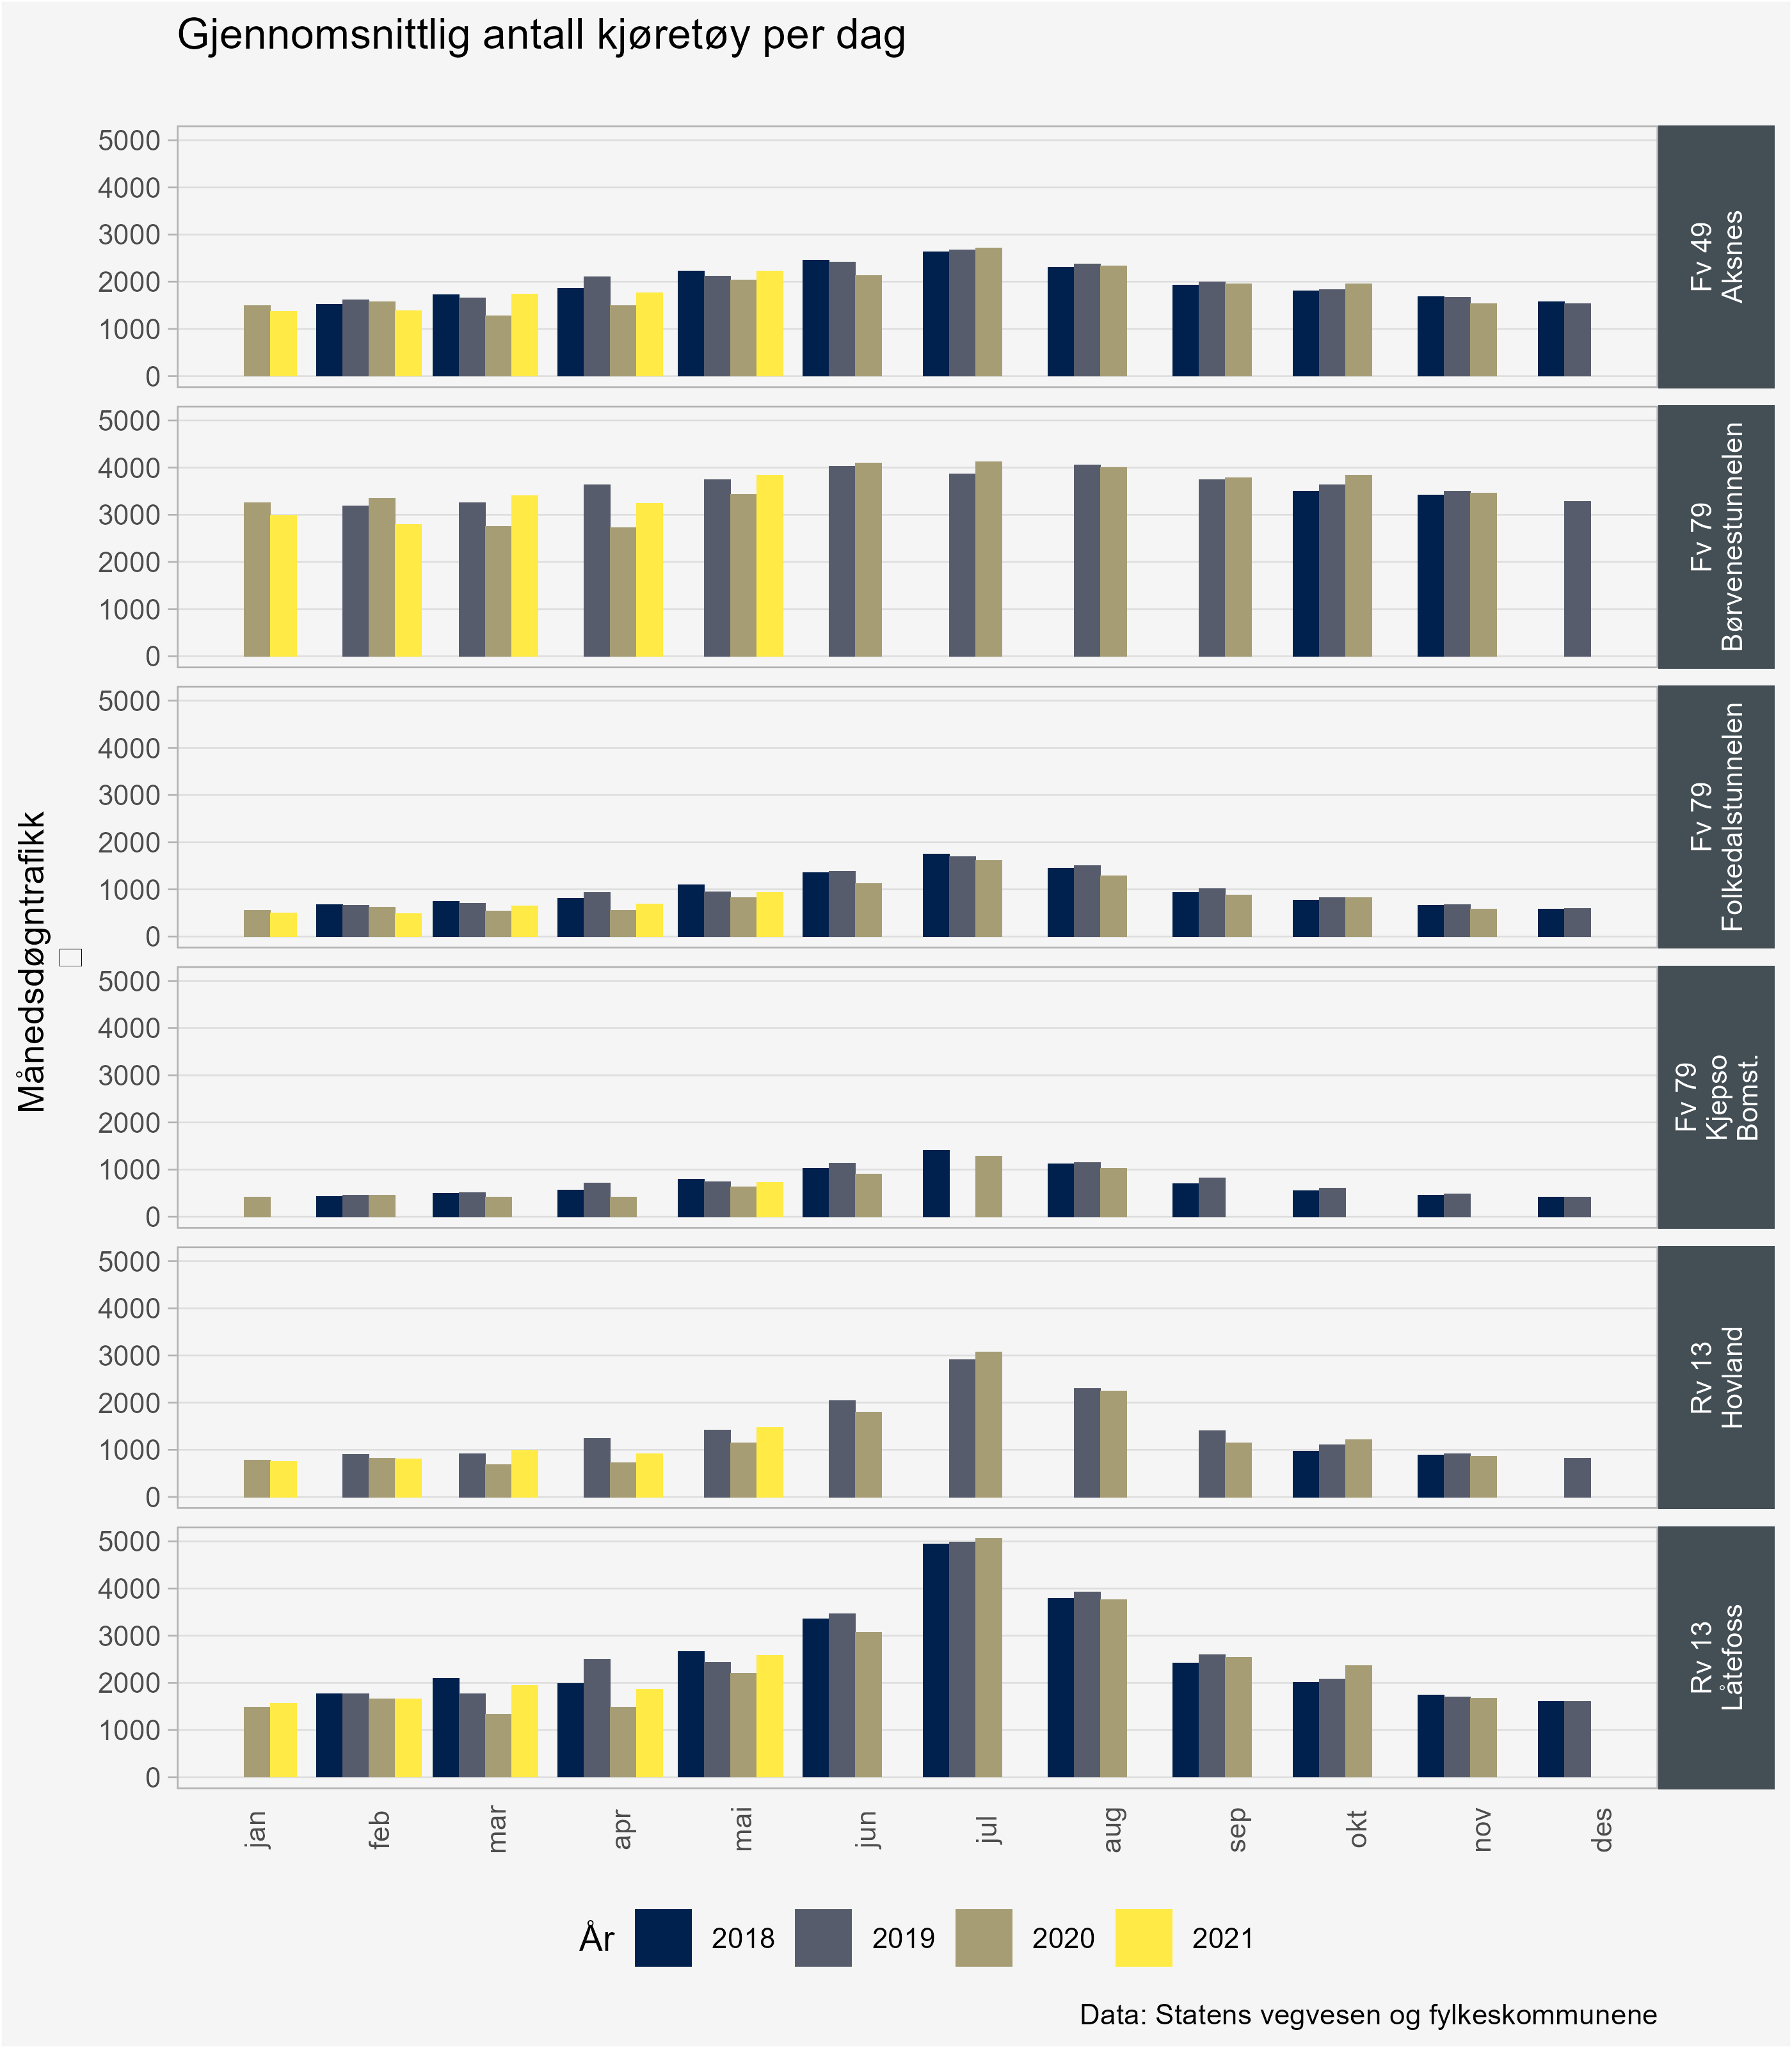 Gjennomsnittlig antall kjøretøy per dag
Månedsdøgntrafikk
5000
4000
3000
2000
1000
0
Fv 49
Aksnes
5000
4000
3000
2000
1000
0
Fv 79
Børvenestunnelen
5000
4000
3000
2000
1000
0
Fv 79
Folkedalstunnelen
5000
4000
3000
2000
1000
0
Fv 79
Kjepso
Bomst.
5000
4000
3000
2000
1000
0
Rv 13
Hovland
5000
4000
3000
2000
1000
0
Rv 13
Låtefoss
jan
feb
mar
apr
mai
jun
jul
aug
sep
okt
nov
des
År 2018 2019 2020 2021
Data: Statens vegvesen og fylkeskommunene